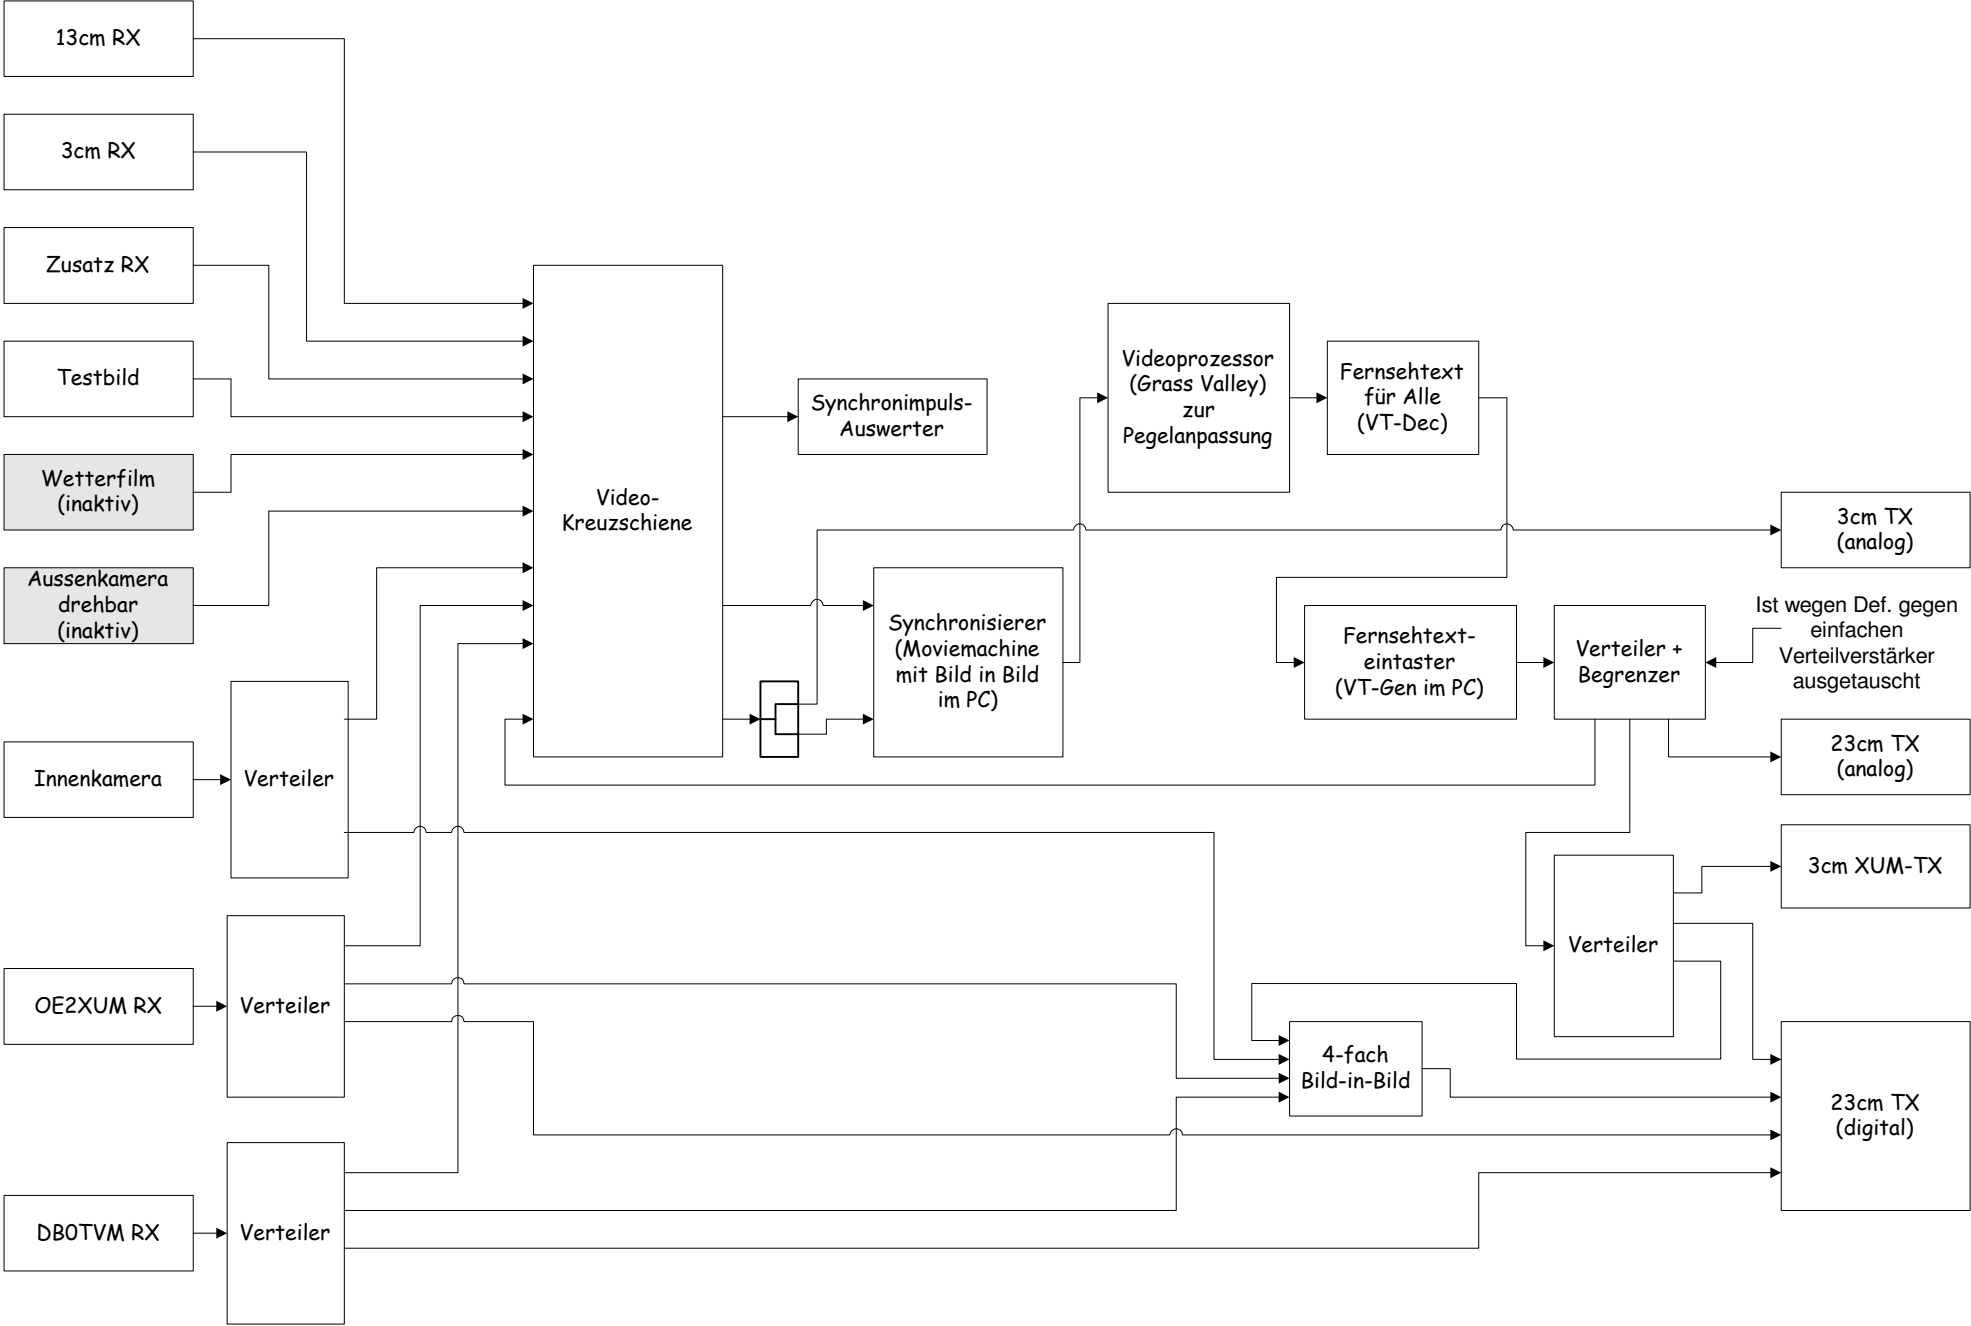 13cm RX
3cm RX
Zusatz RX
Testbild
Wetterfilm
(inaktiv)
Aussenkamera
drehbar
(inaktiv)
Innenkamera
Verteiler
OE2XUM RX
Verteiler
DB0TVM RX
Verteiler
Video-
Kreuzschiene
Synchronimpuls-
Auswerter
Synchronisierer
(Moviemachine
mit Bild in Bild
im PC)
Videoprozessor
(Grass Valley)
zur
Pegelanpassung
Fernsehtext
für Alle
(VT-Dec)
Fernsehtext-
eintaster
(VT-Gen im PC)
Verteiler +
Begrenzer
Ist wegen Def. gegen
einfachen
Verteilverstärker
ausgetauscht
3cm TX
(analog)
23cm TX
(analog)
3cm XUM-TX
Verteiler
4-fach
Bild-in-Bild
23cm TX
(digital)